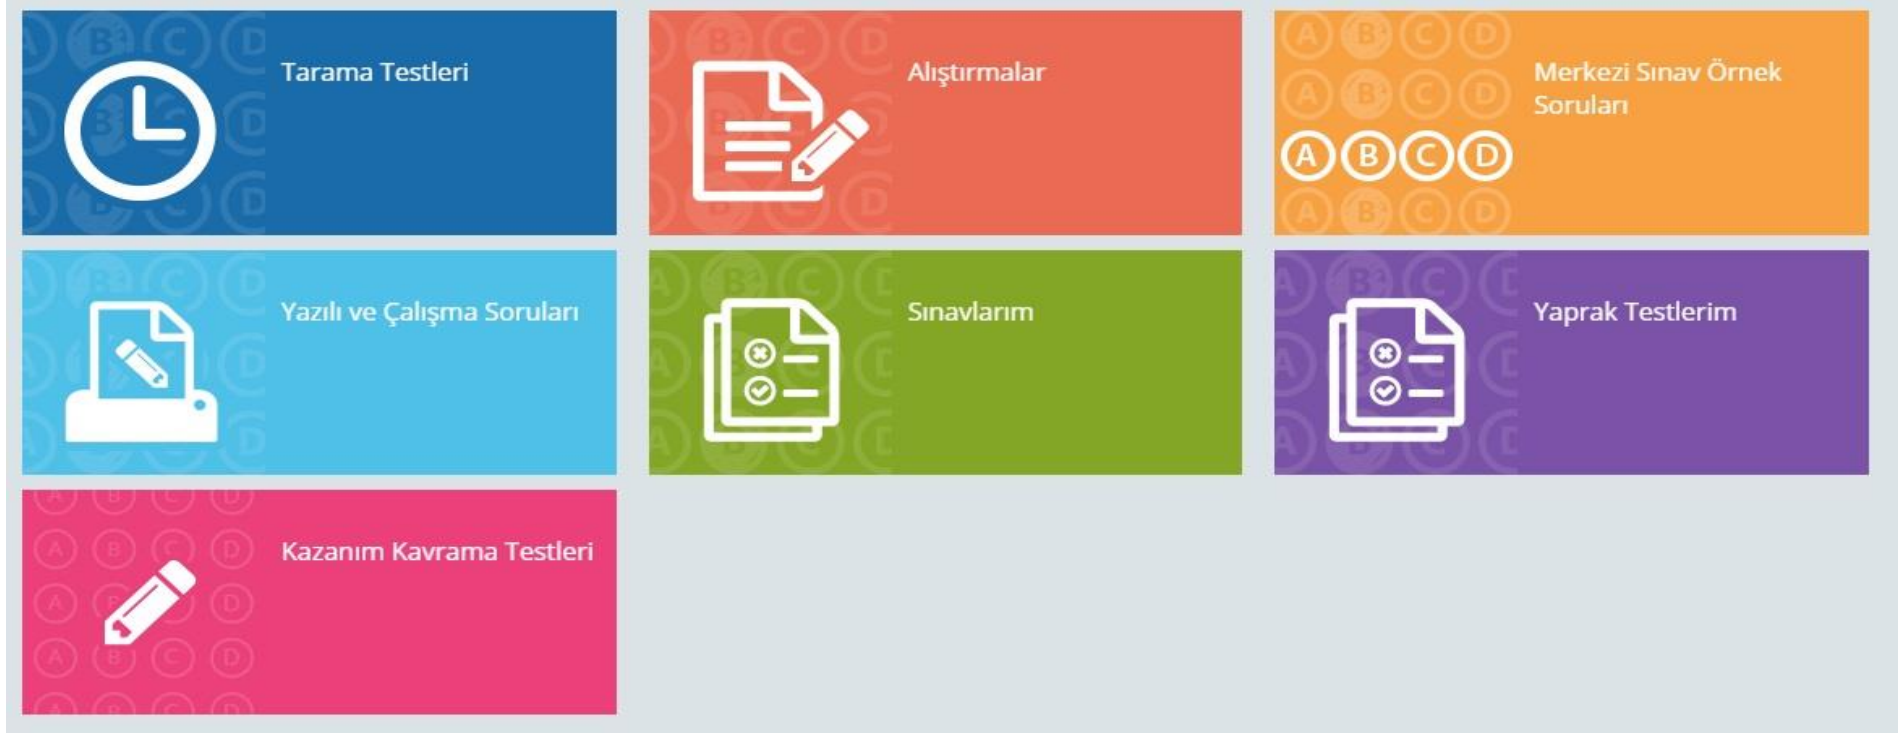 Tarama Testleri
Alıştırmalar
Merkezi Sınav Örnek
Soruları
A B C D
Yazılı ve Çalışma Soruları
Sınavlarım
Yaprak Testlerim
Kazanım Kavrama Testleri